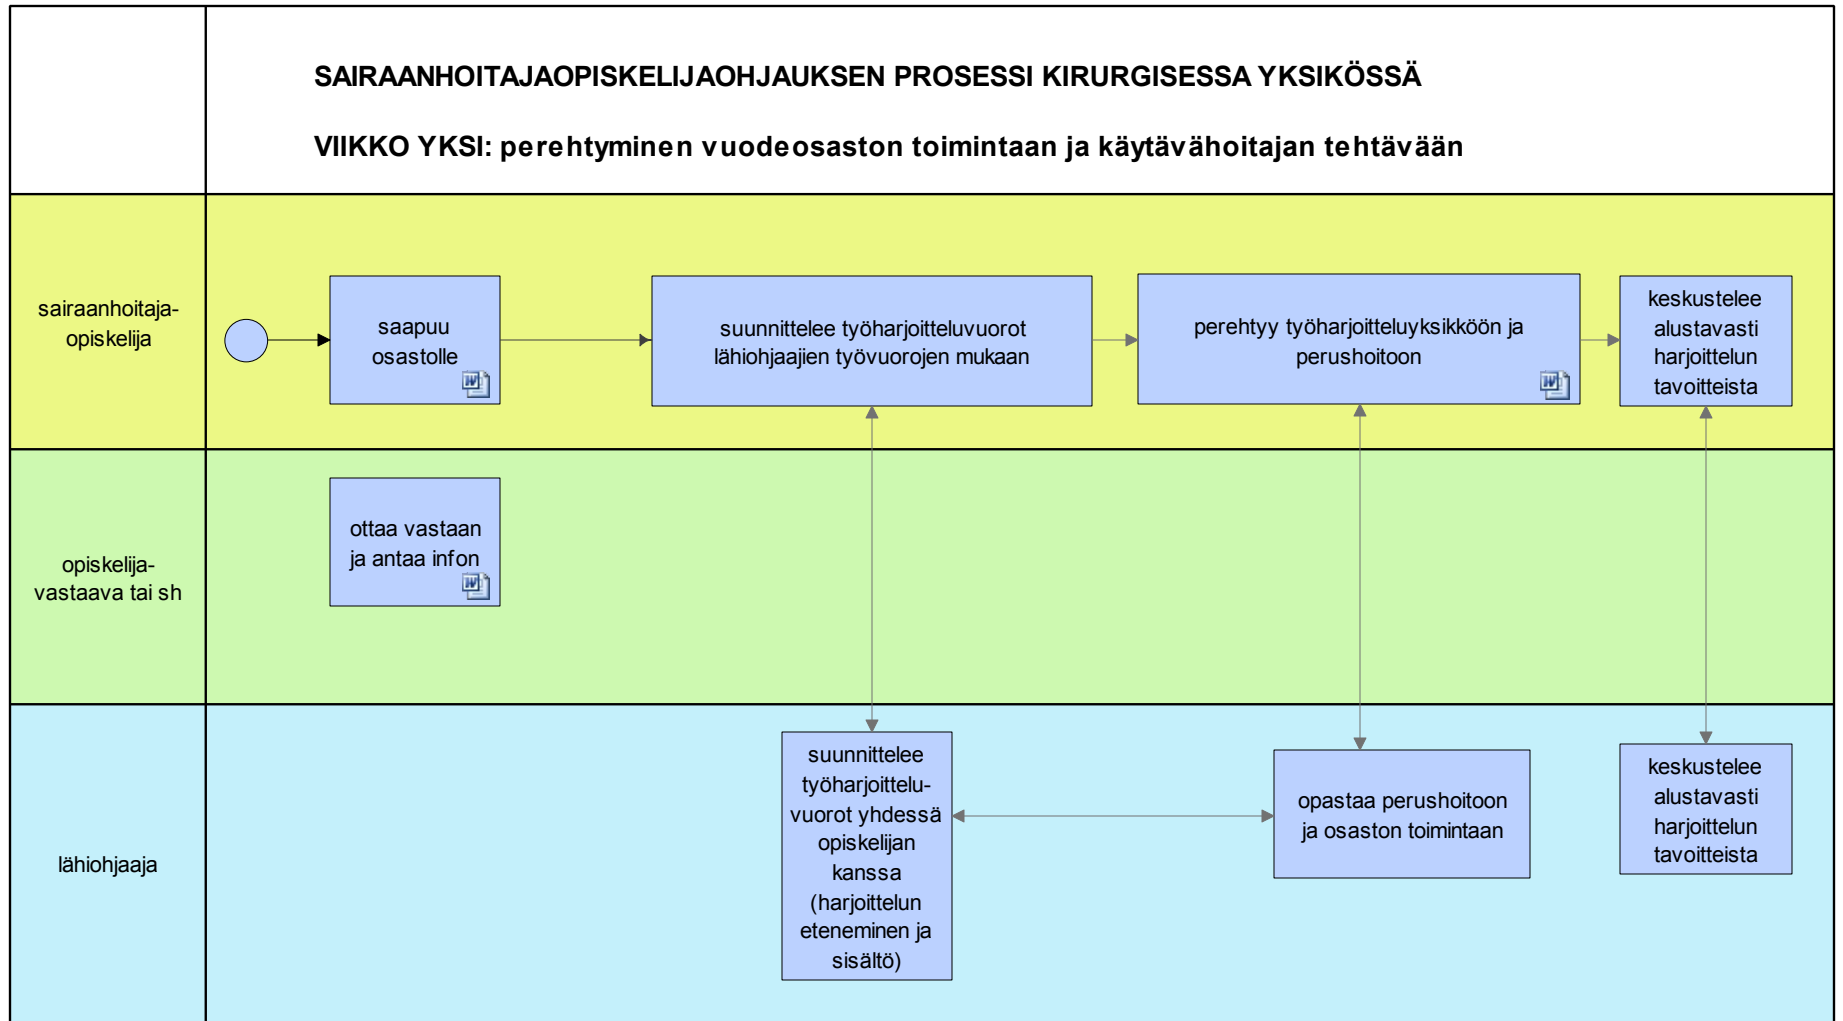 SAIRAANHOITAJAOPISKELIJAOHJAUKSEN PROSESSI KIRURGISESSA YKSIKÖSSÄ
VIIKKO YKSI: perehtyminen vuodeosaston toimintaan ja käytävähoitajan tehtävään
sairaanhoitaja-
opiskelija
saapuu
osastolle
suunnittelee työharjoitteluvuorot
lähiohjaajien työvuorojen mukaan
perehtyy työharjoitteluyksikköön ja
perushoitoon
keskustelee
alustavasti
harjoittelun
tavoitteista
opiskelija-
vastaava tai sh
ottaa vastaan
ja antaa infon
lähiohjaaja
suunnittelee
työharjoittelu-
vuorot yhdessä
opiskelijan
kanssa
(harjoittelun
eteneminen ja
sisältö)
opastaa perushoitoon
ja osaston toimintaan
keskustelee
alustavasti
harjoittelun
tavoitteista